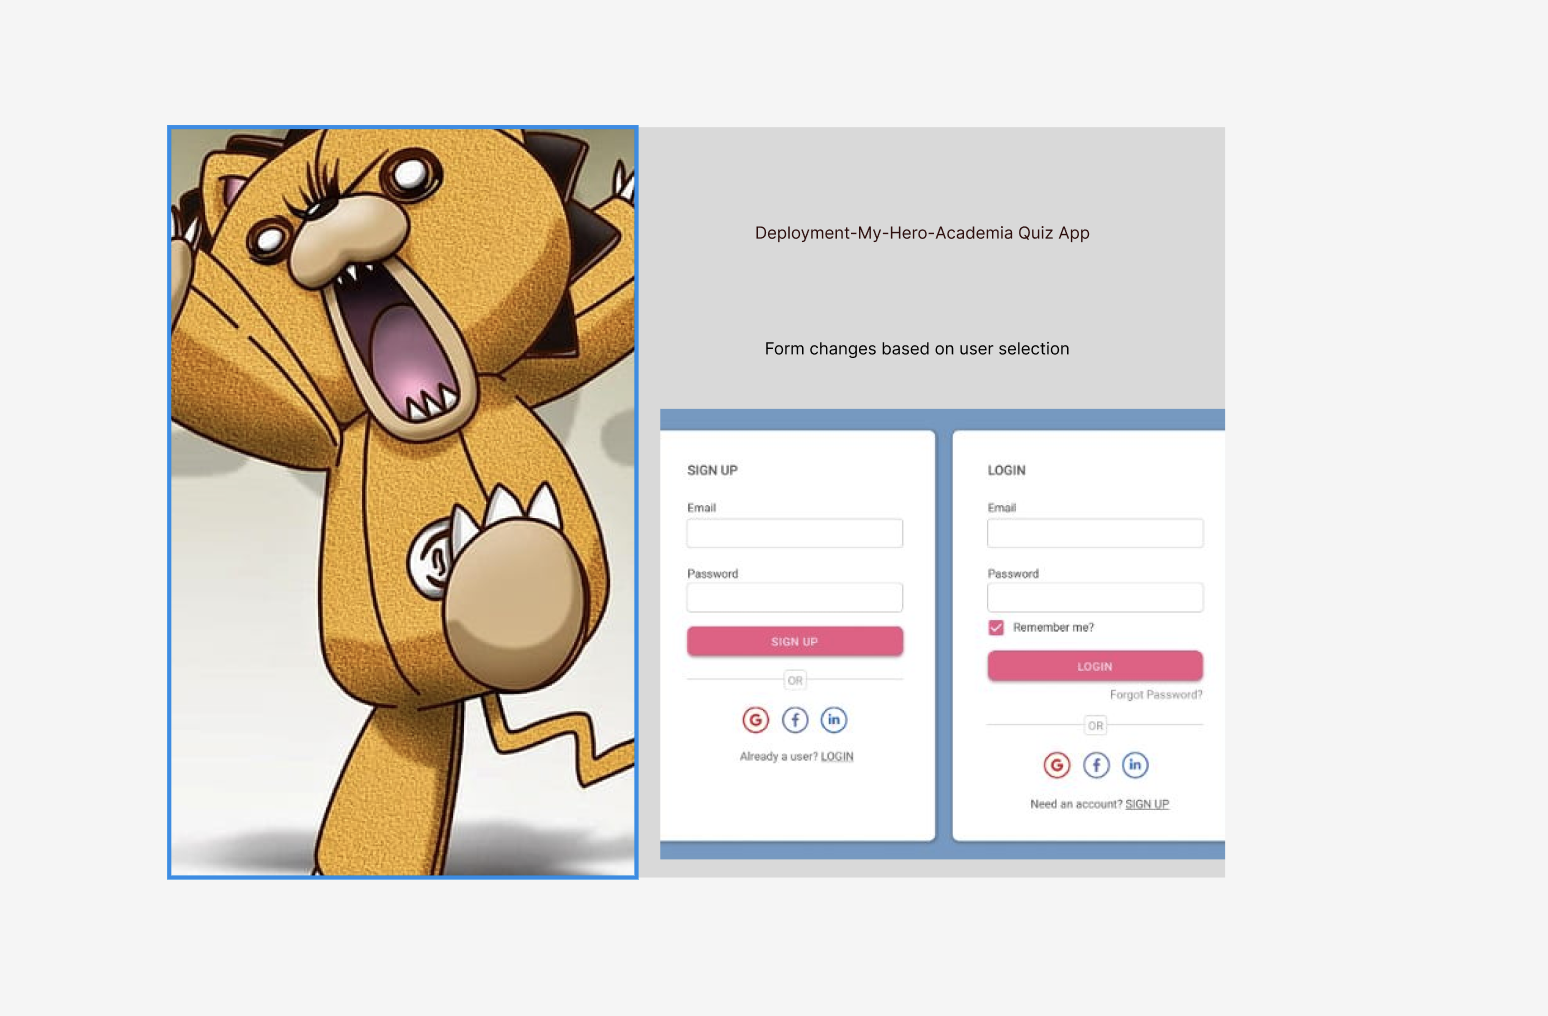 Deployment-My-Hero-Academia Quiz App
Form changes based on user selection
SIGN UP
Email
Password
SIGN UP
OR
G f in
Already a user? LOGIN
LOGIN
Email
Password
Remember me?
LOGIN
Forgot Password?
OR
G f in
Need an account? SIGN UP